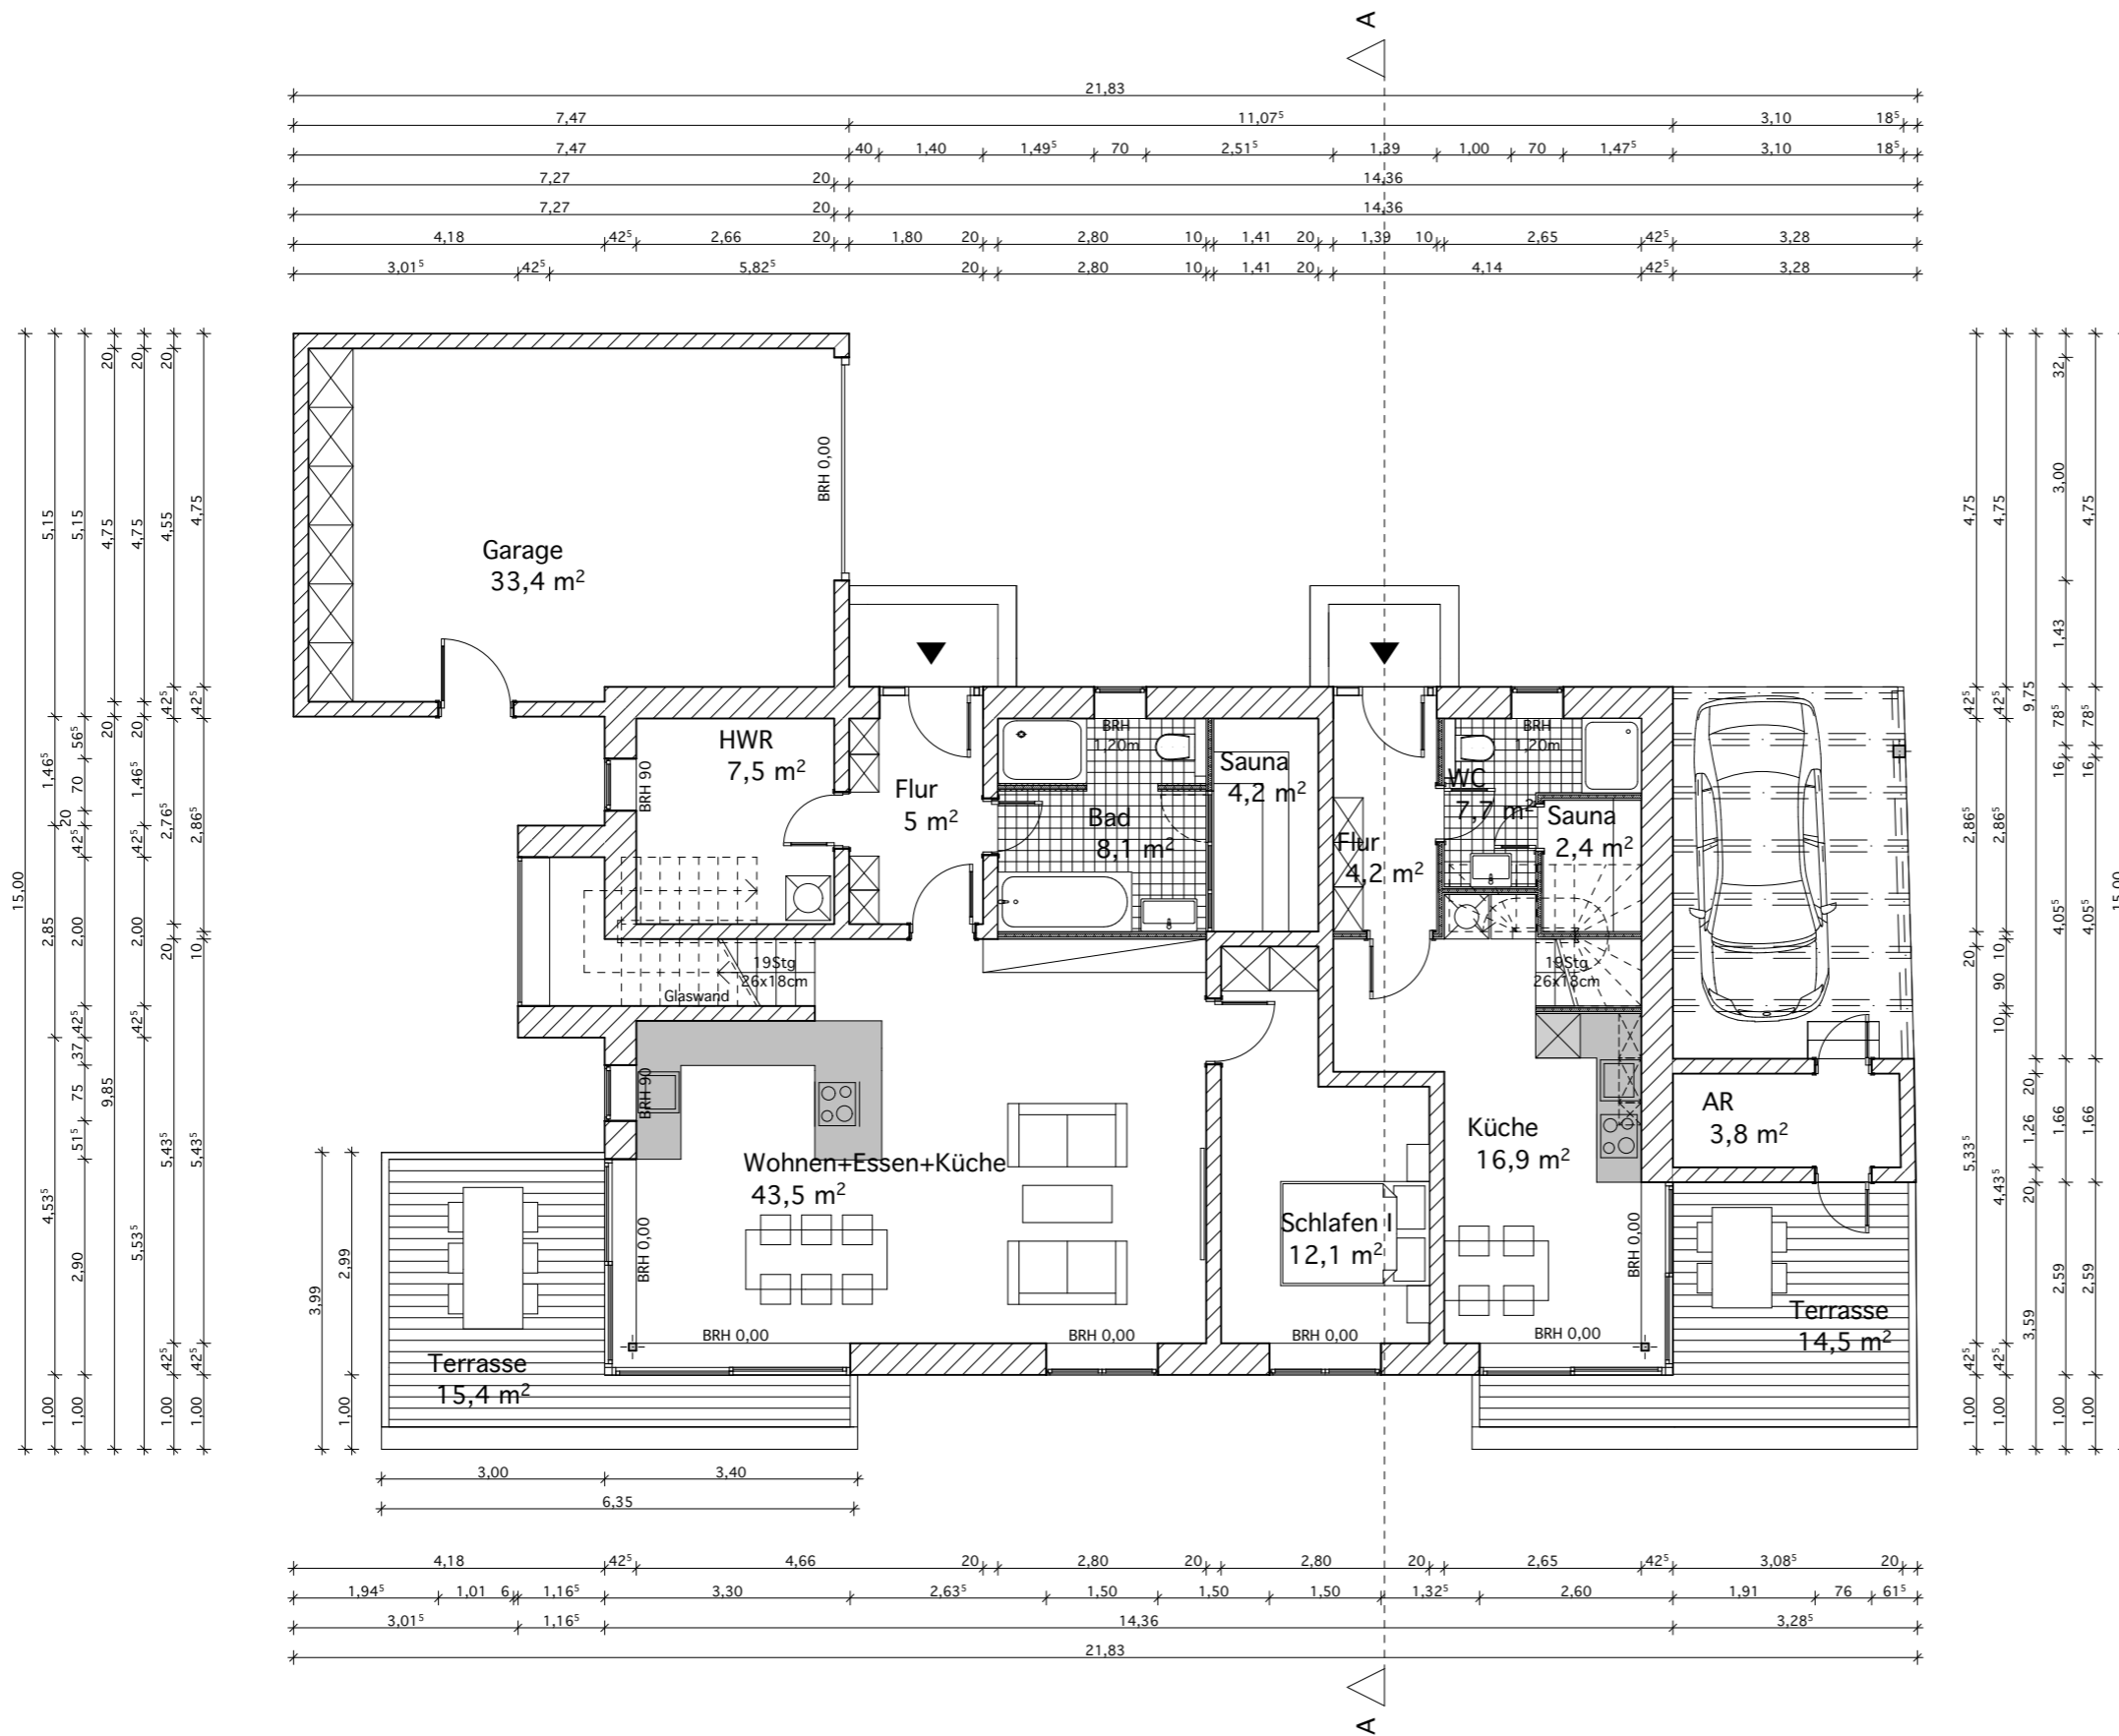 A
21,83
7,47 11,07⁵ 3,10 18⁵
7,47 40 1,40 1,49⁵ 70 2,51⁵ 1,39 1,00 70 1,47⁵ 3,10 18⁵
7,27 20 14,36
7,27 20 14,36
4,18 42⁵ 2,66 20 1,80 20 2,80 10 1,41 20 1,39 10 2,65 42⁵ 3,28
3,01⁵ 42⁵ 5,82⁵ 20 2,80 10 1,41 20 4,14 42⁵ 3,28
15,00
5,15 1,46⁵ 2,85 4,53⁵ 1,00
5,15 56⁵ 70 20 42⁵ 2,00 42⁵ 37 75 51⁵ 2,90 1,00
20 4,75 20 9,85
20 4,75 20 1,46⁵ 42⁵ 2,00 42⁵ 5,53⁵
20 4,55 42⁵ 2,76⁵ 20 5,43⁵ 42⁵ 1,00
4,75 42⁵ 2,86⁵ 10 5,43⁵ 42⁵ 1,00
3,99
2,99 1,00
Garage
33,4 m²
BRH 0,00
HWR
7,5 m²
BRH 90
Flur
5 m²
BRH
1,20m
Bad
8,1 m²
Sauna
4,2 m²
Flur
4,2 m²
WC
7,7 m²
BRH
1,20m
Sauna
2,4 m²
19Stg
26x18cm
Glaswand
19Stg
26x18cm
BRH 90
Wohnen+Essen+Küche
43,5 m²
BRH 0,00
BRH 0,00
BRH 0,00
Schlafen I
12,1 m²
BRH 0,00
Küche
16,9 m²
BRH 0,00
BRH 0,00
AR
3,8 m²
Terrasse
14,5 m²
Terrasse
15,4 m²
4,75 42⁵ 2,86⁵ 20 5,33⁵ 42⁵ 1,00
4,75 42⁵ 2,86⁵ 10 90 10 4,43⁵ 42⁵ 1,00
9,75 20 1,26 20 3,59
32 3,00 1,43 78⁵ 16 4,05⁵ 1,66 2,59 1,00
4,75 78⁵ 16 4,05⁵ 1,66 2,59 1,00
15,00
3,00 3,40
6,35
4,18 42⁵ 4,66 20 2,80 20 2,80 20 2,65 42⁵ 3,08⁵ 20
1,94⁵ 1,01 6 1,16⁵ 3,30 2,63⁵ 1,50 1,50 1,50 1,32⁵ 2,60 1,91 76 61⁵
3,01⁵ 1,16⁵ 14,36 3,28⁵
21,83
A